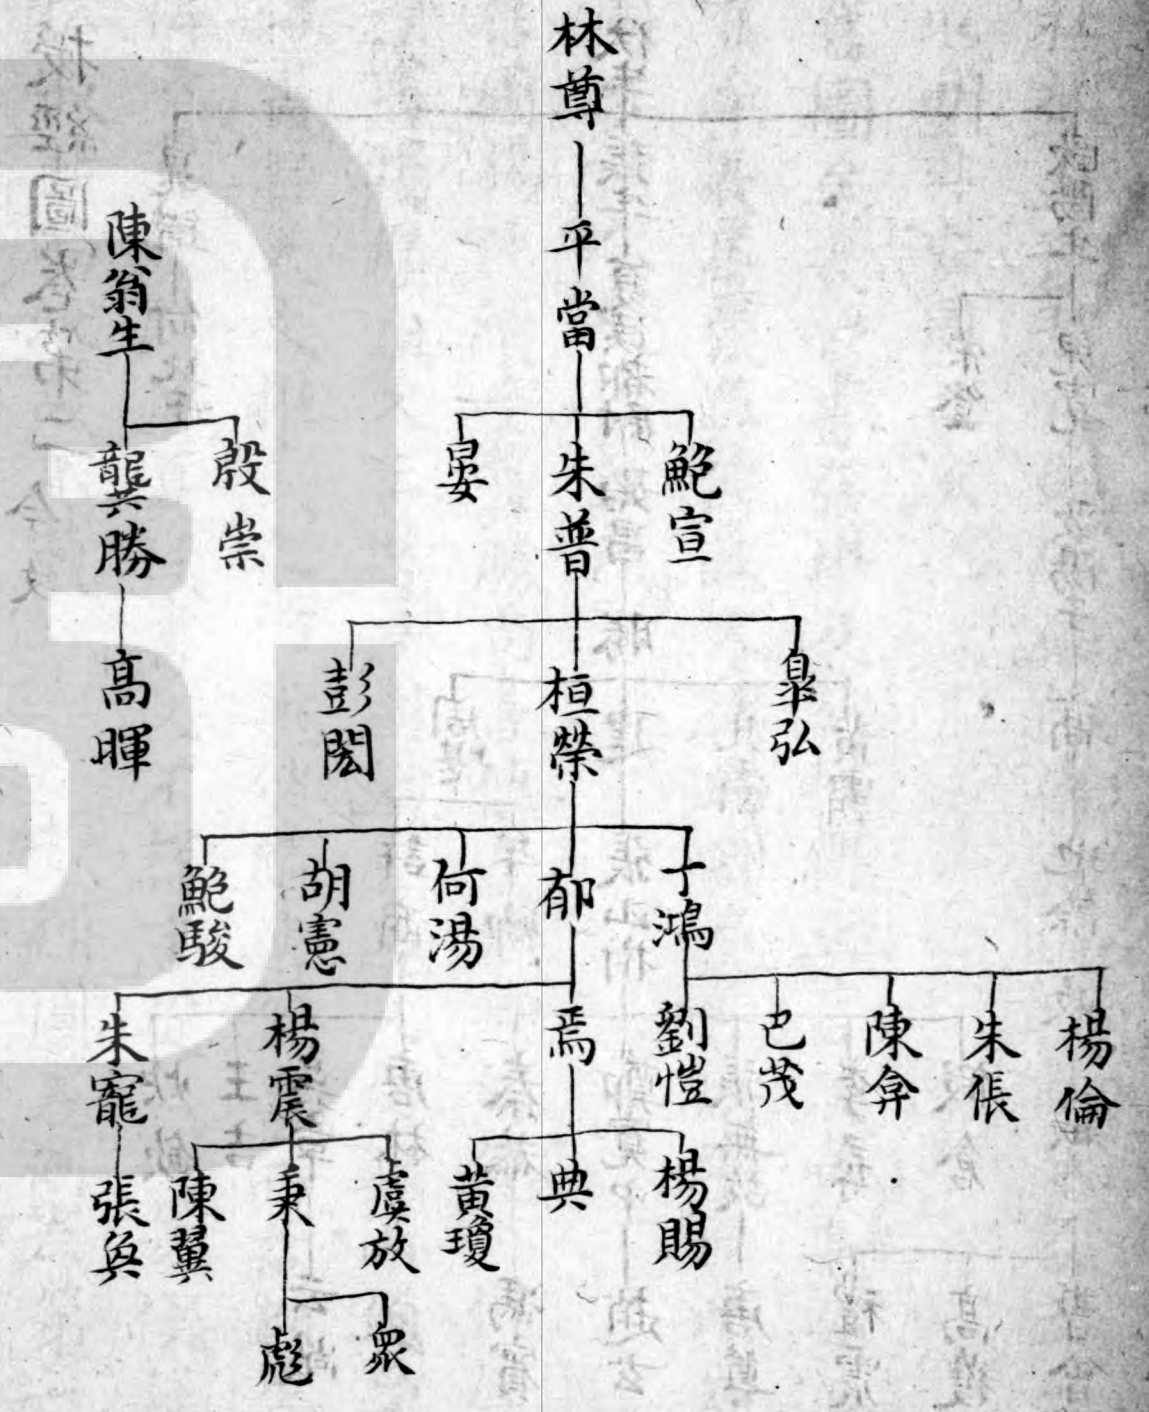 林尊
平當
鮑宣
朱普
晏
皐弘
桓榮
彭閎
子鴻
郁
何湯
胡憲
鮑駿
楊倫
朱倀
陳弇
巴茂
劉愷
焉
楊震
朱寵
楊賜
典
黃瓊
虞放
秉
陳翼
張奐
眾
彪
陳翁生
殷崇
龔勝
髙暉